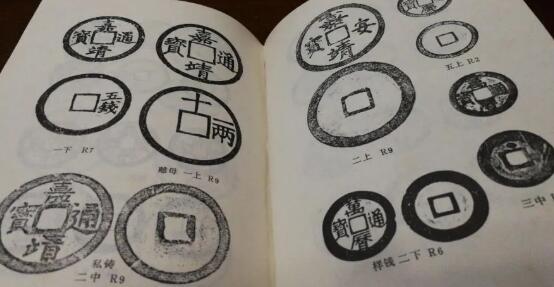 嘉靖通寶
嘉靖通寶
五錢
十兩
一下 R7
雕母 一上 R9
嘉靖通寶
私铸
二中 R9
嘉靖安寶
五上 R2
二上 R9
三中
萬曆通寶
样钱 二下 R6